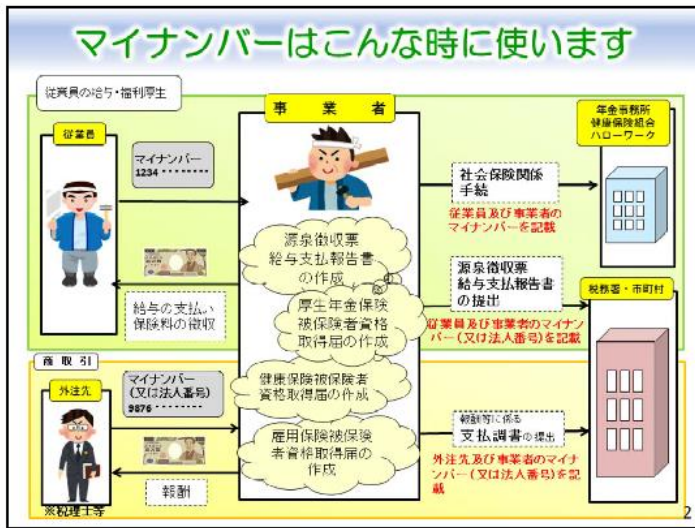 マイナンバーはこんな時に使います
従業員の給与・福利厚生
事業者
年金事務所
健康保険組合
ハローワーク
従業員
マイナンバー
1234 ・・・・・・・・
社会保険関係
手続
従業員及び事業者の
マイナンバーを記載
源泉徴収票
給与支払報告書
の作成
源泉徴収票
給与支払報告書
の提出
給与の支払い
保険料の徴収
厚生年金保険
被保険者資格
取得届の作成
税務署・市町村
従業員及び事業者のマイナ
ンバー(又は法人番号)を記載
商取引
外注先
マイナンバー
(又は法人番号)
9876 ・・・・・・・・
健康保険被保険者
資格取得届の作成
報酬等に係る
支払調書の提出
雇用保険被保険
者資格取得届の
作成
報酬
外注先及び事業者のマイナ
ンバー(又は法人番号)を記
載
※税理士等
2